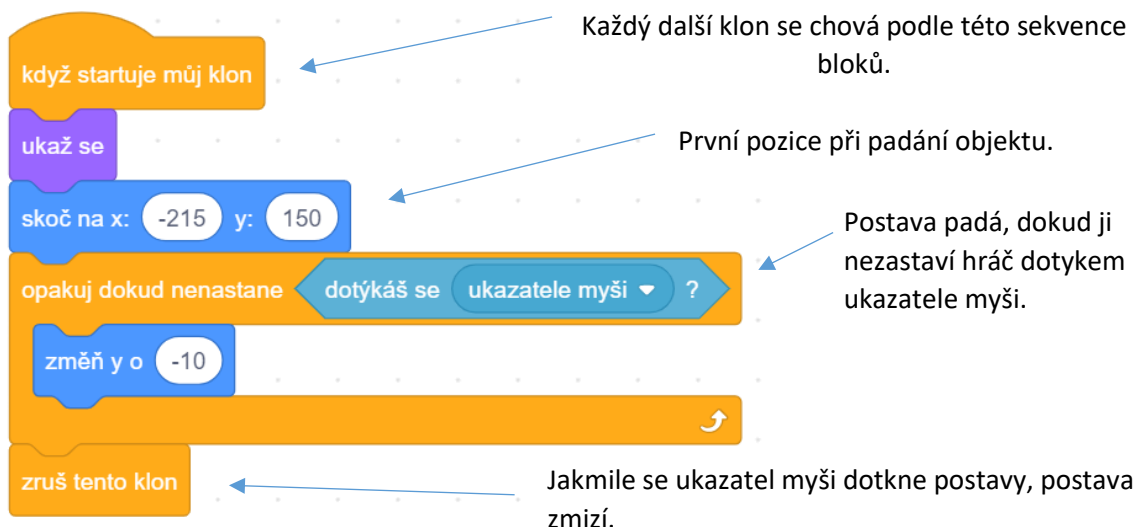 Každý další klon se chová podle této sekvence
bloků.
když startuje můj klon
ukaž se
První pozice při padání objektu.
skoč na x: -215 y: 150
Postava padá, dokud ji
nezastaví hráč dotykem
ukazatele myši.
opakuj dokud nenastane dotýkáš se ukazatele myši ?
změň y o -10
zruš tento klon
Jakmile se ukazatel myši dotkne postavy, postava
zmizí.